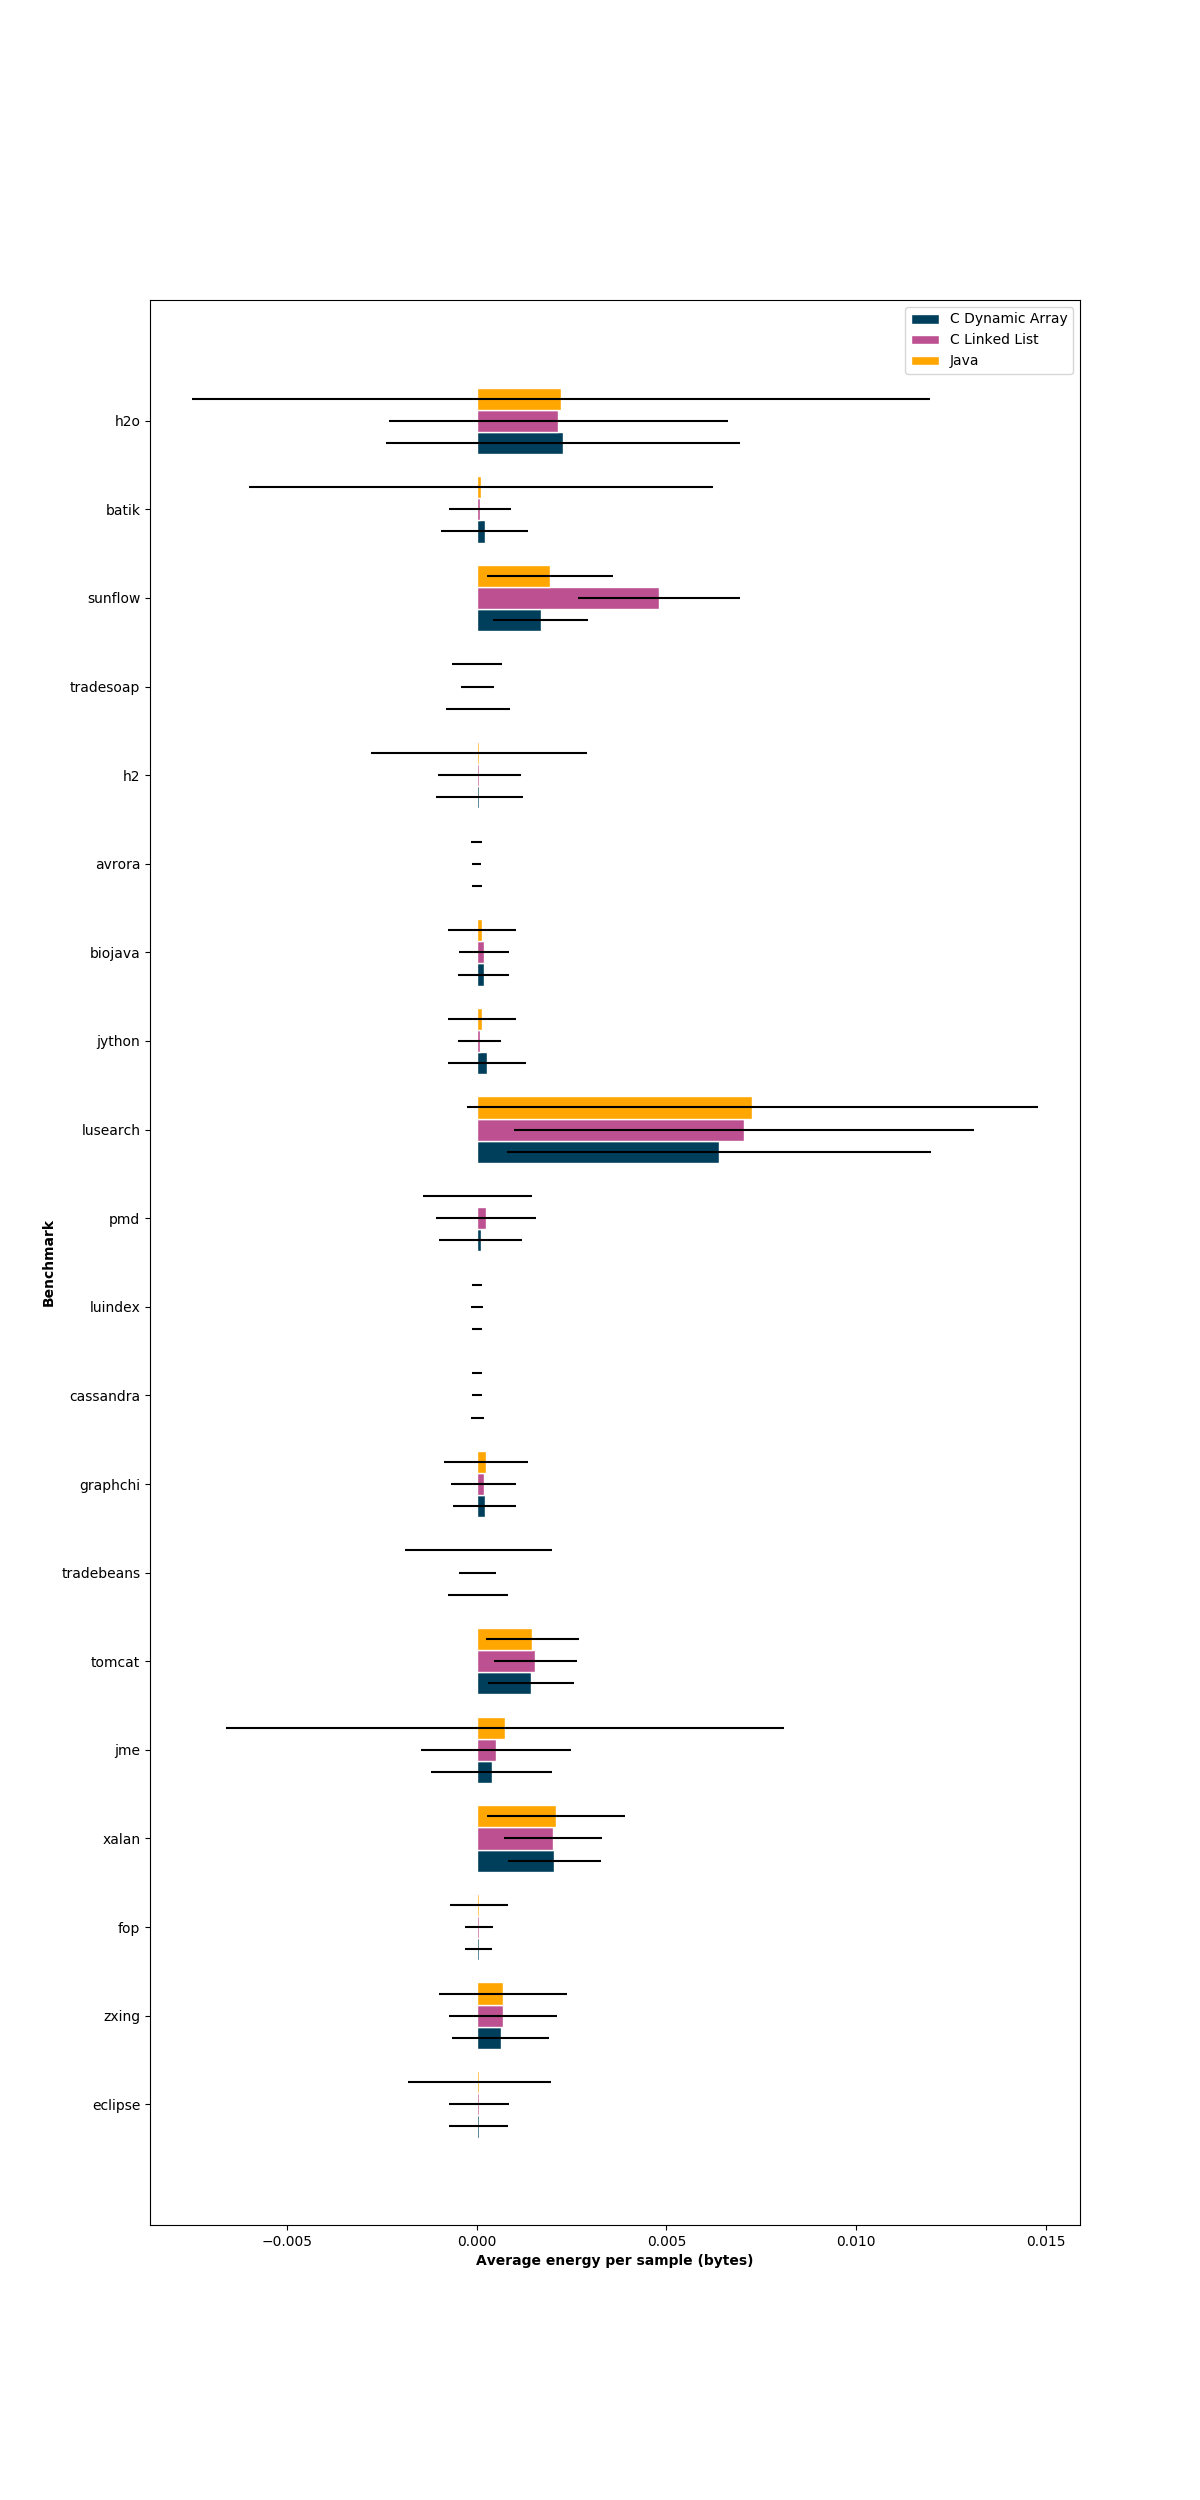 C Dynamic Array
C Linked List
Java
h2o
batik
sunflow
tradesoap
h2
avrora
biojava
jython
lusearch
pmd
luindex
cassandra
graphchi
tradebeans
tomcat
jme
xalan
fop
zxing
eclipse
Benchmark
−0.005 0.000 0.005 0.010 0.015
Average energy per sample (bytes)